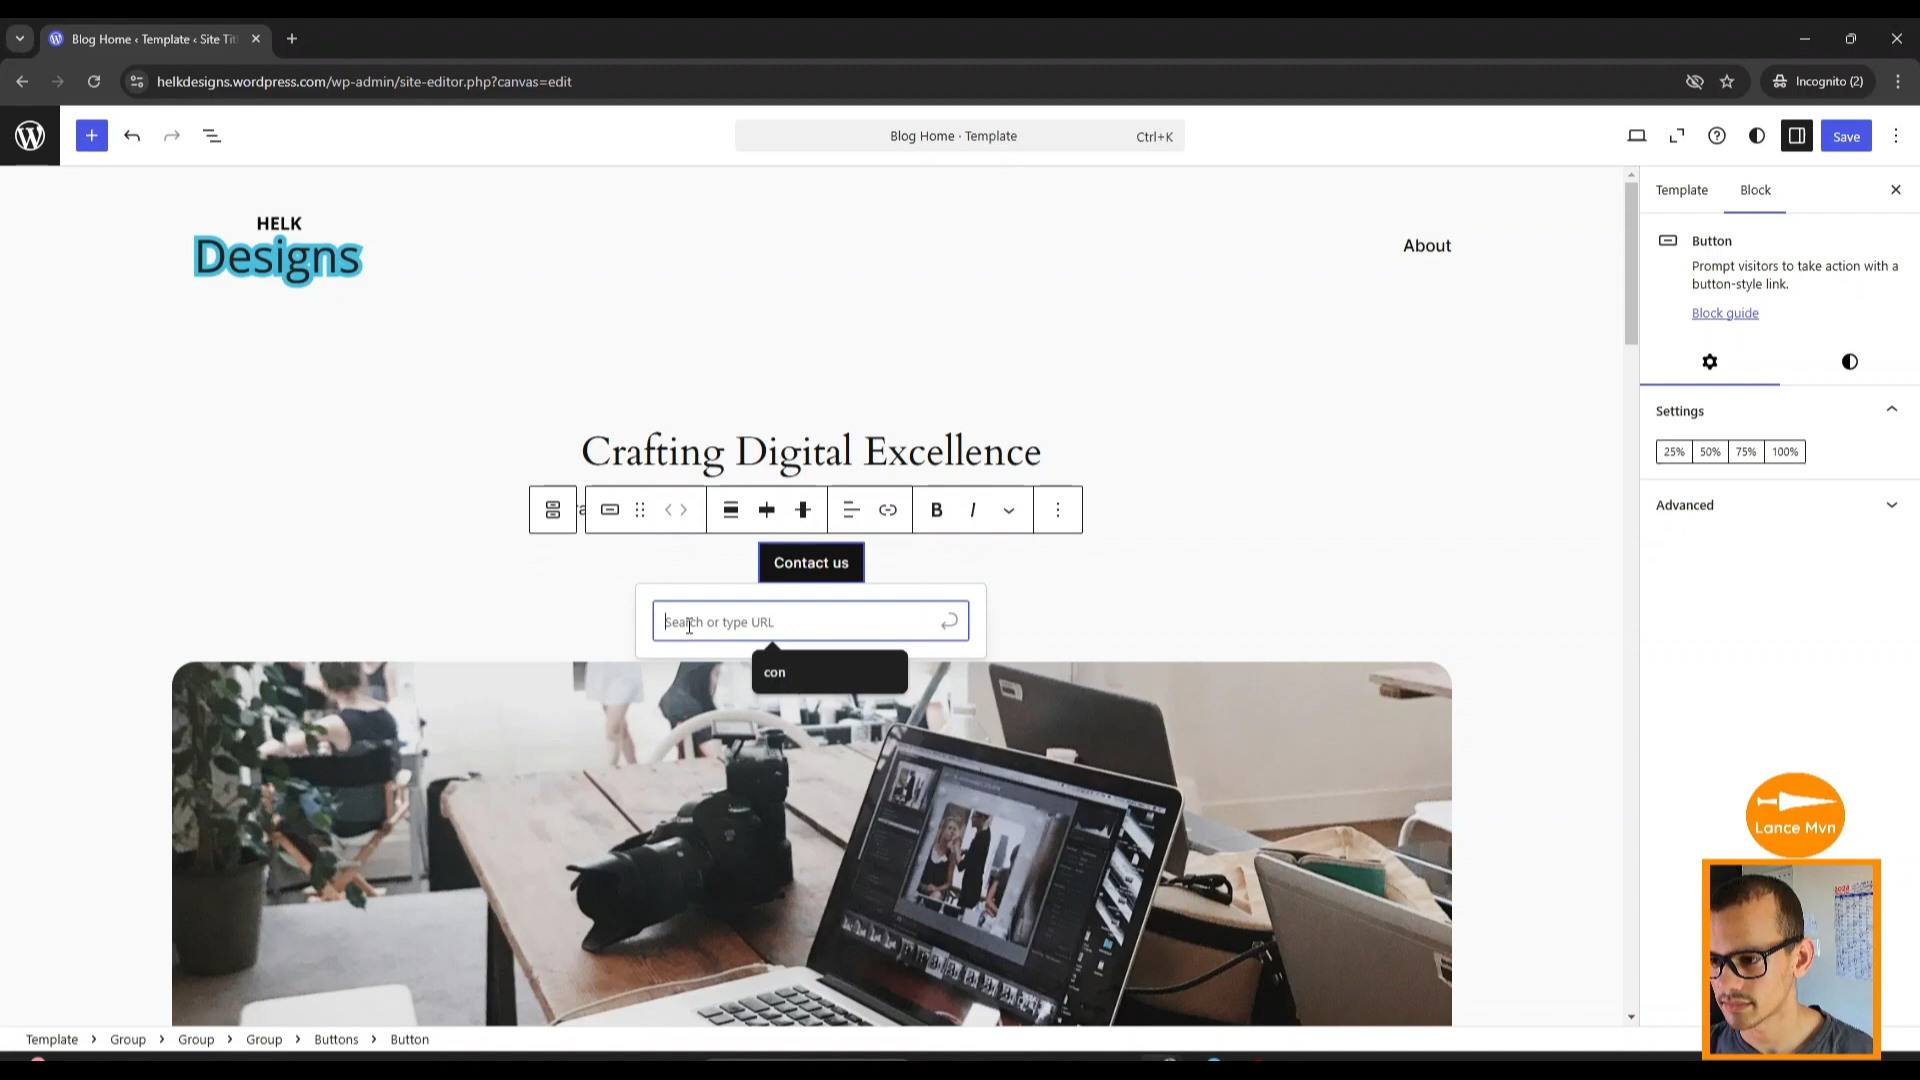 Blog Home ‹ Template ‹ Site Tit
helkdesigns.wordpress.com/wp-admin/site-editor.php?canvas=edit
Incognito (2)
Blog Home · Template
Ctrl+K
Save
Template
Block
HELK
Designs
About
Button
Prompt visitors to take action with a
button-style link.
Block guide
Settings
25%
50%
75%
100%
Advanced
Crafting Digital Excellence
B
I
Contact us
Search or type URL
con
Lance Mvn
Template
Group
Group
Group
Buttons
Button